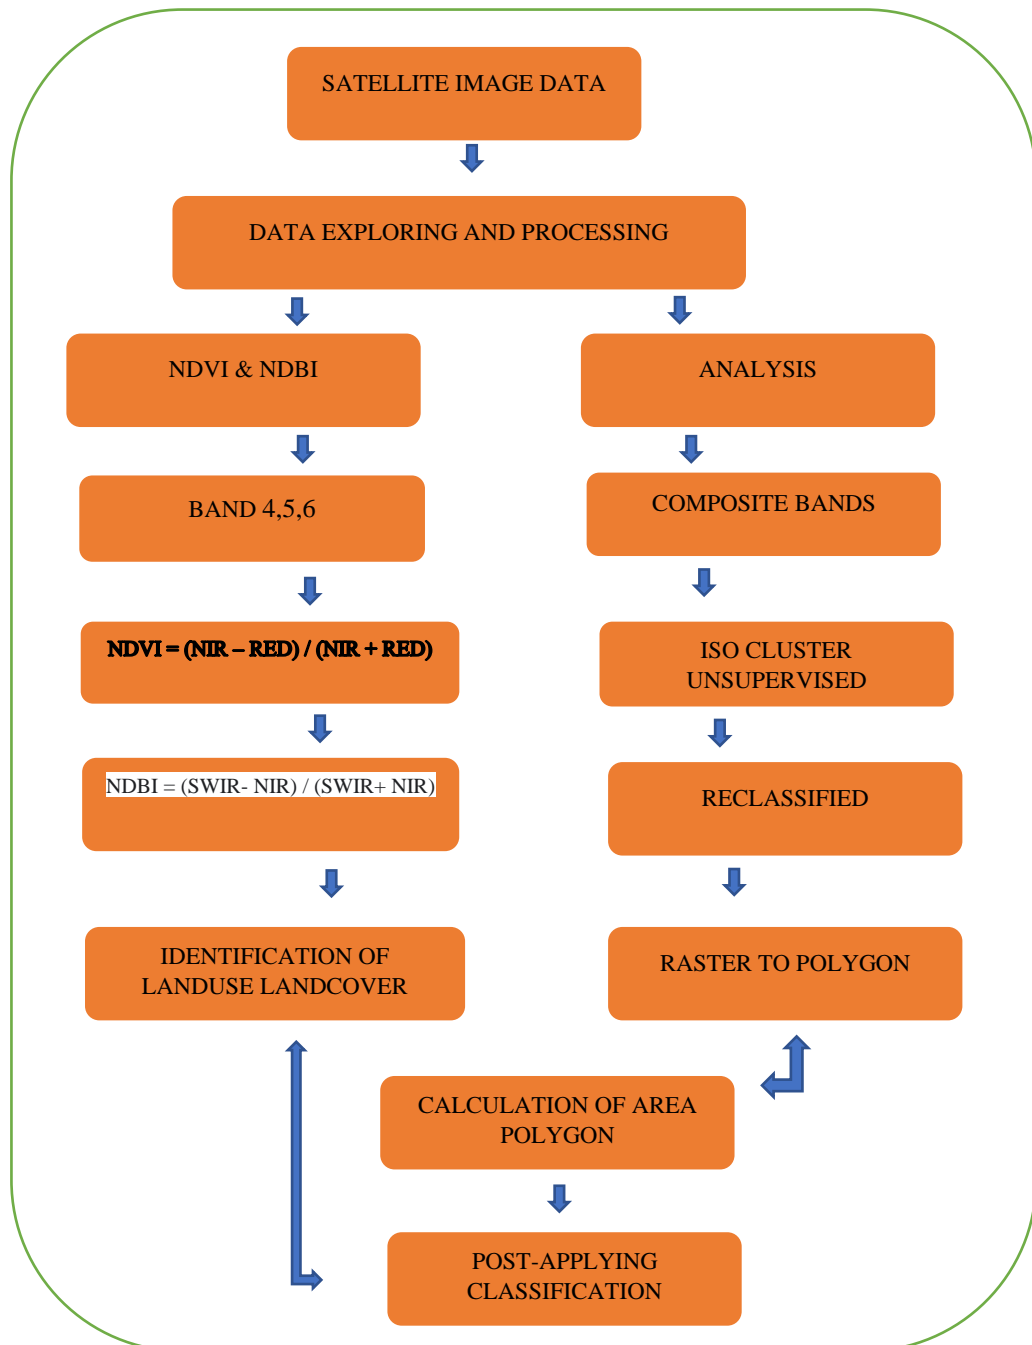 SATELLITE IMAGE DATA
DATA EXPLORING AND PROCESSING
NDVI & NDBI
ANALYSIS
BAND 4,5,6
COMPOSITE BANDS
NDVI = (NIR – RED) / (NIR + RED)
ISO CLUSTER
UNSUPERVISED
NDBI = (SWIR- NIR) / (SWIR+ NIR)
RECLASSIFIED
IDENTIFICATION OF
LANDUSE LANDCOVER
RASTER TO POLYGON
CALCULATION OF AREA
POLYGON
POST-APPLYING
CLASSIFICATION